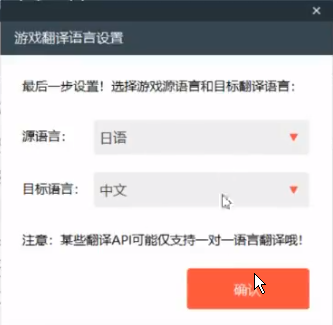 游戏翻译语言设置
最后一步设置！选择游戏源语言和目标翻译语言：
源语言： 日语
目标语言： 中文
注意：某些翻译API可能仅支持一对一语言翻译哦！
确认